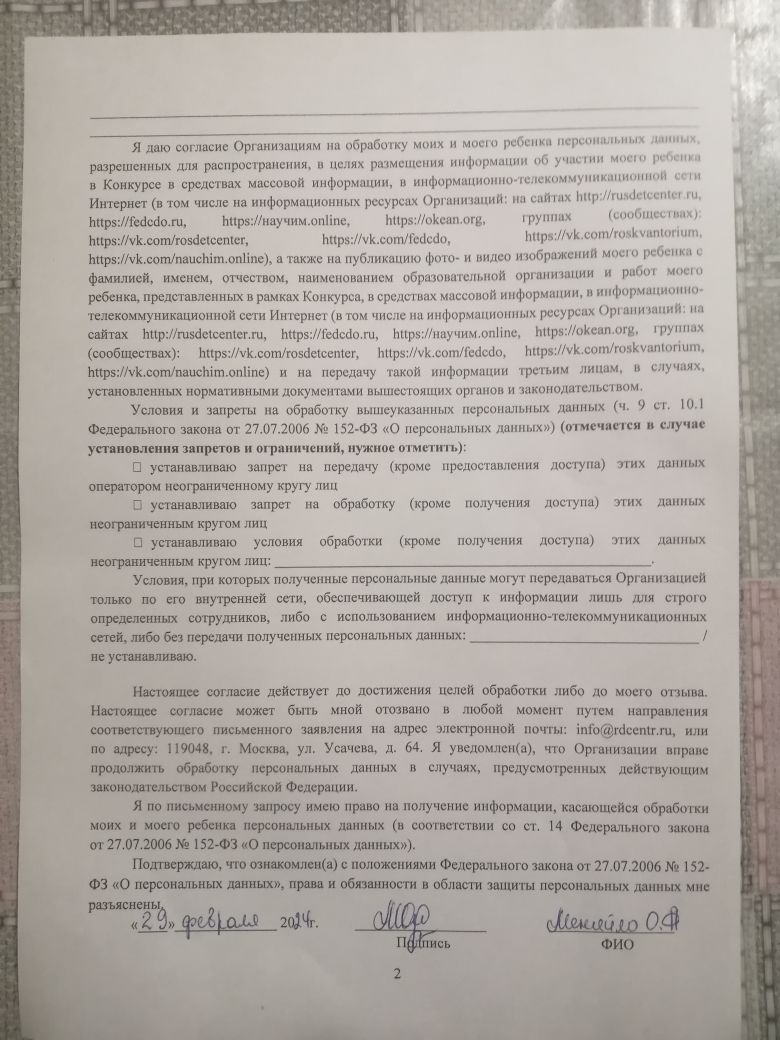 Я даю согласие Организациям на обработку моих и моего ребенка персональных данных,
разрешенных для распространения, в целях размещения информации об участии моего ребенка
в Конкурсе в средствах массовой информации, в информационно-телекоммуникационной сети
Интернет (в том числе на информационных ресурсах Организаций: на сайтах http://rusdetcenter.ru,
https://fedcdo.ru, https://научим.online, https://okean.org, группах (сообществах):
https://vk.com/rosdetcenter, https://vk.com/fedcdo, https://vk.com/roskvantorium,
https://vk.com/nauchim.online), а также на публикацию фото- и видео изображений моего ребенка с
фамилией, именем, отчеством, наименованием образовательной организации и работ моего
ребенка, представленных в рамках Конкурса, в средствах массовой информации, в информационно-
телекоммуникационной сети Интернет (в том числе на информационных ресурсах Организаций: на
сайтах http://rusdetcenter.ru, https://fedcdo.ru, https://научим.online, https://okean.org, группах
(сообществах): https://vk.com/rosdetcenter, https://vk.com/fedcdo, https://vk.com/roskvantorium,
https://vk.com/nauchim.online) и на передачу такой информации третьим лицам, в случаях,
установленных нормативными документами вышестоящих органов и законодательством.
Условия и запреты на обработку вышеуказанных персональных данных (ч. 9 ст. 10.1
Федерального закона от 27.07.2006 № 152-ФЗ «О персональных данных») (отмечается в случае
установления запретов и ограничений, нужное отметить):
□ устанавливаю запрет на передачу (кроме предоставления доступа) этих данных
оператором неограниченному кругу лиц
□ устанавливаю запрет на обработку (кроме получения доступа) этих данных
неограниченным кругом лиц
□ устанавливаю условия обработки (кроме получения доступа) этих данных
неограниченным кругом лиц: ____.
Условия, при которых полученные персональные данные могут передаваться Организацией
только по его внутренней сети, обеспечивающей доступ к информации лишь для строго
определенных сотрудников, либо с использованием информационно-телекоммуникационных
сетей, либо без передачи полученных персональных данных: ____ /
не устанавливаю.
Настоящее согласие действует до достижения целей обработки либо до моего отзыва.
Настоящее согласие может быть мной отозвано в любой момент путем направления
соответствующего письменного заявления на адрес электронной почты: info@rdcentr.ru, или
по адресу: 119048, г. Москва, ул. Усачева, д. 64. Я уведомлен(а), что Организации вправе
продолжить обработку персональных данных в случаях, предусмотренных действующим
законодательством Российской Федерации.
Я по письменному запросу имею право на получение информации, касающейся обработки
моих и моего ребенка персональных данных (в соответствии со ст. 14 Федерального закона
от 27.07.2006 № 152-ФЗ «О персональных данных»).
Подтверждаю, что ознакомлен(а) с положениями Федерального закона от 27.07.2006 № 152-
ФЗ «О персональных данных», права и обязанности в области защиты персональных данных мне
разъяснены.
«29» февраля 2024г. Меняйло О.Ф
Подпись ФИО
2